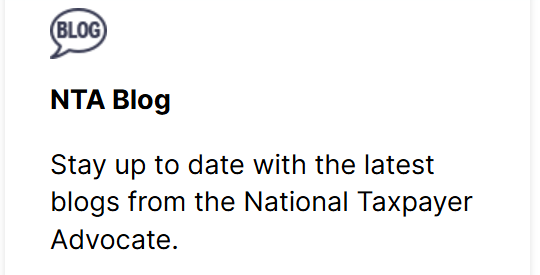 BLOG
NTA Blog
Stay up to date with the latest
blogs from the National Taxpayer
Advocate.